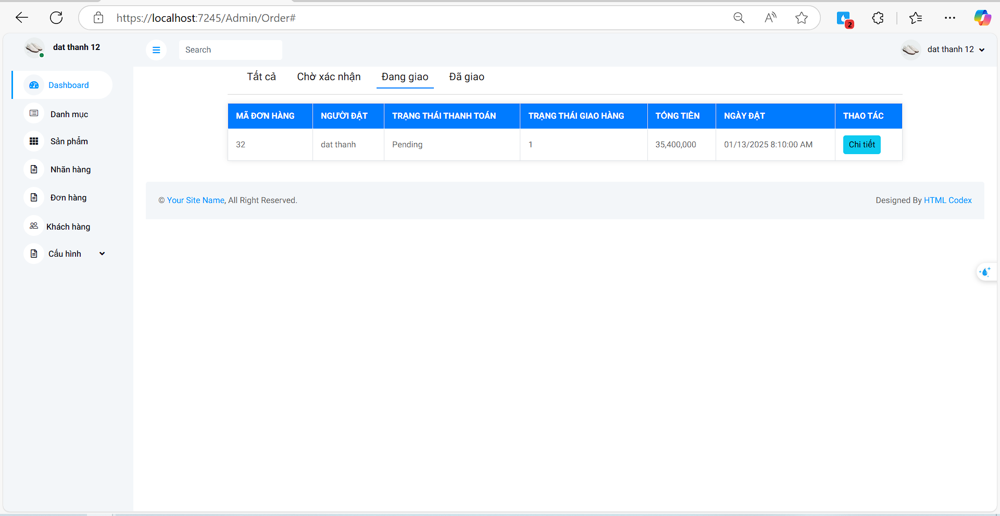 https://localhost:7245/Admin/Order#
2
dat thanh 12
Search
dat thanh 12
Dashboard
Danh mục
Sản phẩm
Nhãn hàng
Đơn hàng
Khách hàng
Cấu hình
Tất cả
Chờ xác nhận
Đang giao
Đã giao
MÃ ĐƠN HÀNG NGƯỜI ĐẶT TRẠNG THÁI THANH TOÁN TRẠNG THÁI GIAO HÀNG TỔNG TIỀN NGÀY ĐẶT THAO TÁC
32 dat thanh Pending 1 35,400,000 01/13/2025 8:10:00 AM Chi tiết
© Your Site Name, All Right Reserved.
Designed By HTML Codex